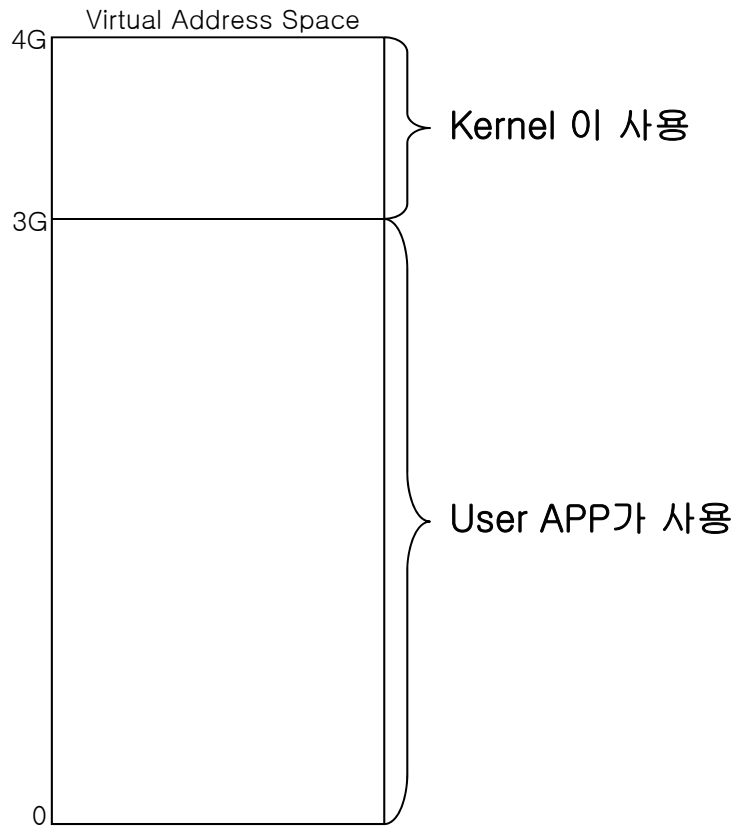 Virtual Address Space
4G
Kernel 이 사용
3G
User APP가 사용
0